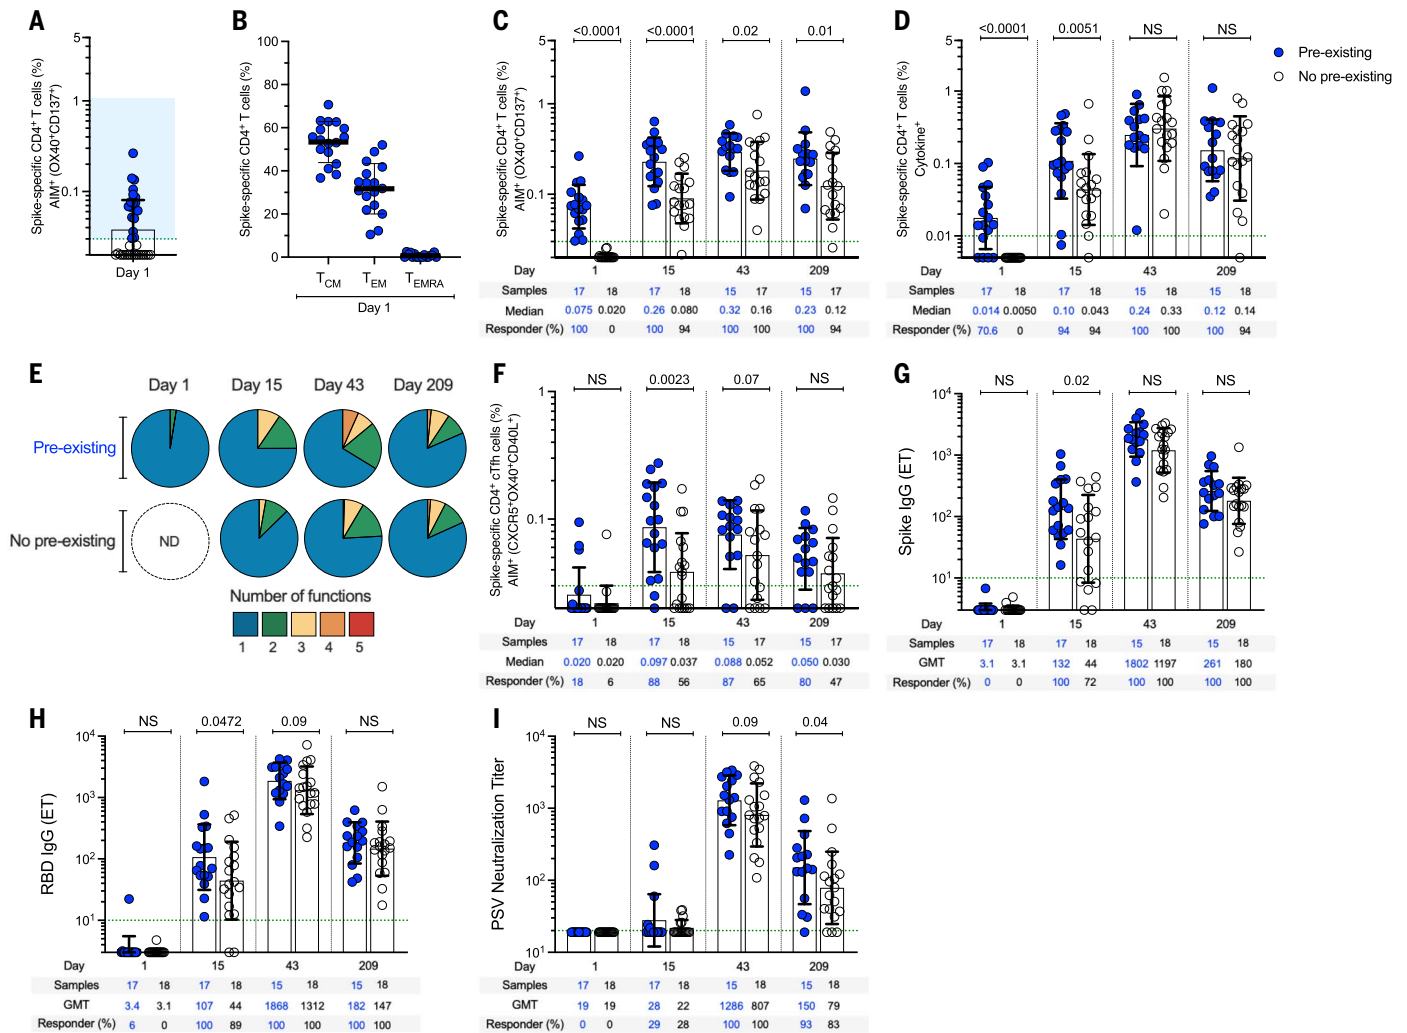 A
Spike-specific CD4⁺ T cells (%)
AIM⁺ (OX40⁺CD137⁺)
5
1
0.1
Day 1
B
Spike-specific CD4⁺ T cells (%)
100
80
60
40
20
0
T_CM T_EM T_EMRA
Day 1
C
Spike-specific CD4⁺ T cells (%)
AIM⁺ (OX40⁺CD137⁺)
<0.0001 <0.0001 0.02 0.01
5
1
0.1
Day 1 15 43 209
Samples 17 18 17 18 15 17 15 17
Median 0.075 0.020 0.26 0.080 0.32 0.16 0.23 0.12
Responder (%) 100 0 100 94 100 100 100 94
D
Spike-specific CD4⁺ T cells (%)
Cytokine⁺
<0.0001 0.0051 NS NS
5
1
0.1
0.01
Day 1 15 43 209
Samples 17 18 17 18 15 18 15 18
Median 0.014 0.0050 0.10 0.043 0.24 0.33 0.12 0.14
Responder (%) 70.6 0 94 94 100 100 100 94
Pre-existing
No pre-existing
E
Day 1 Day 15 Day 43 Day 209
Pre-existing
No pre-existing
ND
Number of functions
1 2 3 4 5
F
Spike-specific CD4⁺ cTfh cells (%)
AIM⁺ (CXCR5⁺OX40⁺CD40L⁺)
NS 0.0023 0.07 NS
1
0.1
Day 1 15 43 209
Samples 17 18 17 18 15 17 15 17
Median 0.020 0.020 0.097 0.037 0.088 0.052 0.050 0.030
Responder (%) 18 6 88 56 87 65 80 47
G
Spike IgG (ET)
NS 0.02 NS NS
10⁴
10³
10²
10¹
Day 1 15 43 209
Samples 17 18 17 18 15 18 15 18
GMT 3.1 3.1 132 44 1802 1197 261 180
Responder (%) 0 0 100 72 100 100 100 100
H
RBD IgG (ET)
NS 0.0472 0.09 NS
10⁴
10³
10²
10¹
Day 1 15 43 209
Samples 17 18 17 18 15 18 15 18
GMT 3.4 3.1 107 44 1868 1312 182 147
Responder (%) 6 0 100 89 100 100 100 100
I
PSV Neutralization Titer
NS NS 0.09 0.04
10⁴
10³
10²
10¹
Day 1 15 43 209
Samples 17 18 17 18 15 18 15 18
GMT 19 19 28 22 1286 807 150 79
Responder (%) 0 0 29 28 100 100 93 83